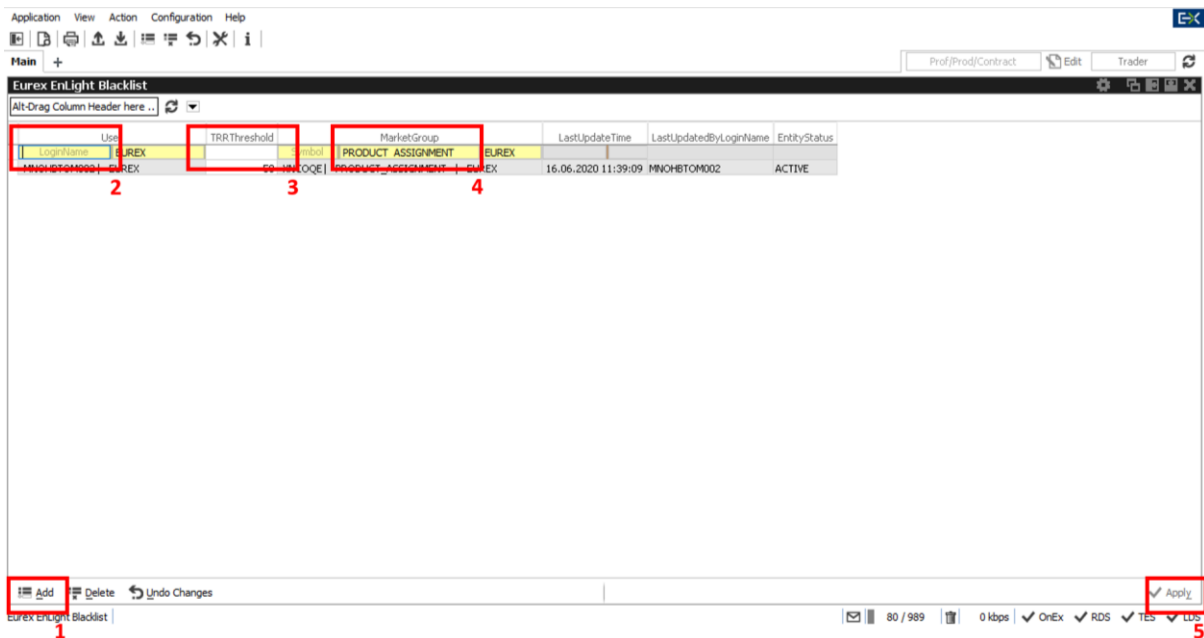 Application View Action Configuration Help
EX
i
Main + Prof/Prod/Contract Edit Trader
Eurex EnLight Blacklist
Alt-Drag Column Header here ..
Use TRRThreshold MarketGroup LastUpdateTime LastUpdatedByLoginName EntityStatus
LoginName EUREX Symbol PRODUCT ASSIGNMENT EUREX
MNOHBTOM002 | EUREX 50 | PRODUCT_ASSIGNMENT | EUREX 16.06.2020 11:39:09 MNOHBTOM002 ACTIVE
2 3 4
Add Delete Undo Changes Apply
Eurex EnLight Blacklist 80 / 989 0 kbps OnEx RDS TES LDS
1 5